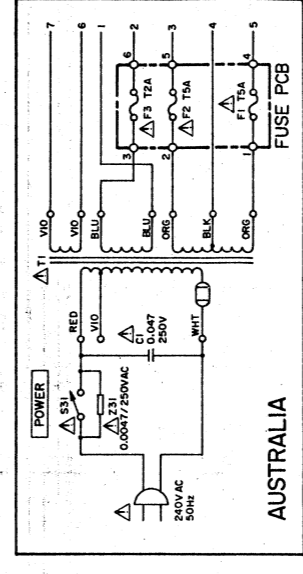 7
6
1
2
3
4
5
6
5
4
F3 T2A
F2 T5A
F1 T5A
3
2
1
FUSE PCB
T1
VIO
VIO
BLU
BLU
ORG
BLK
ORG
RED
VIO
WHT
C1
0.047
250V
POWER
S31
Z31
0.0047/250VAC
240V AC
50Hz
AUSTRALIA